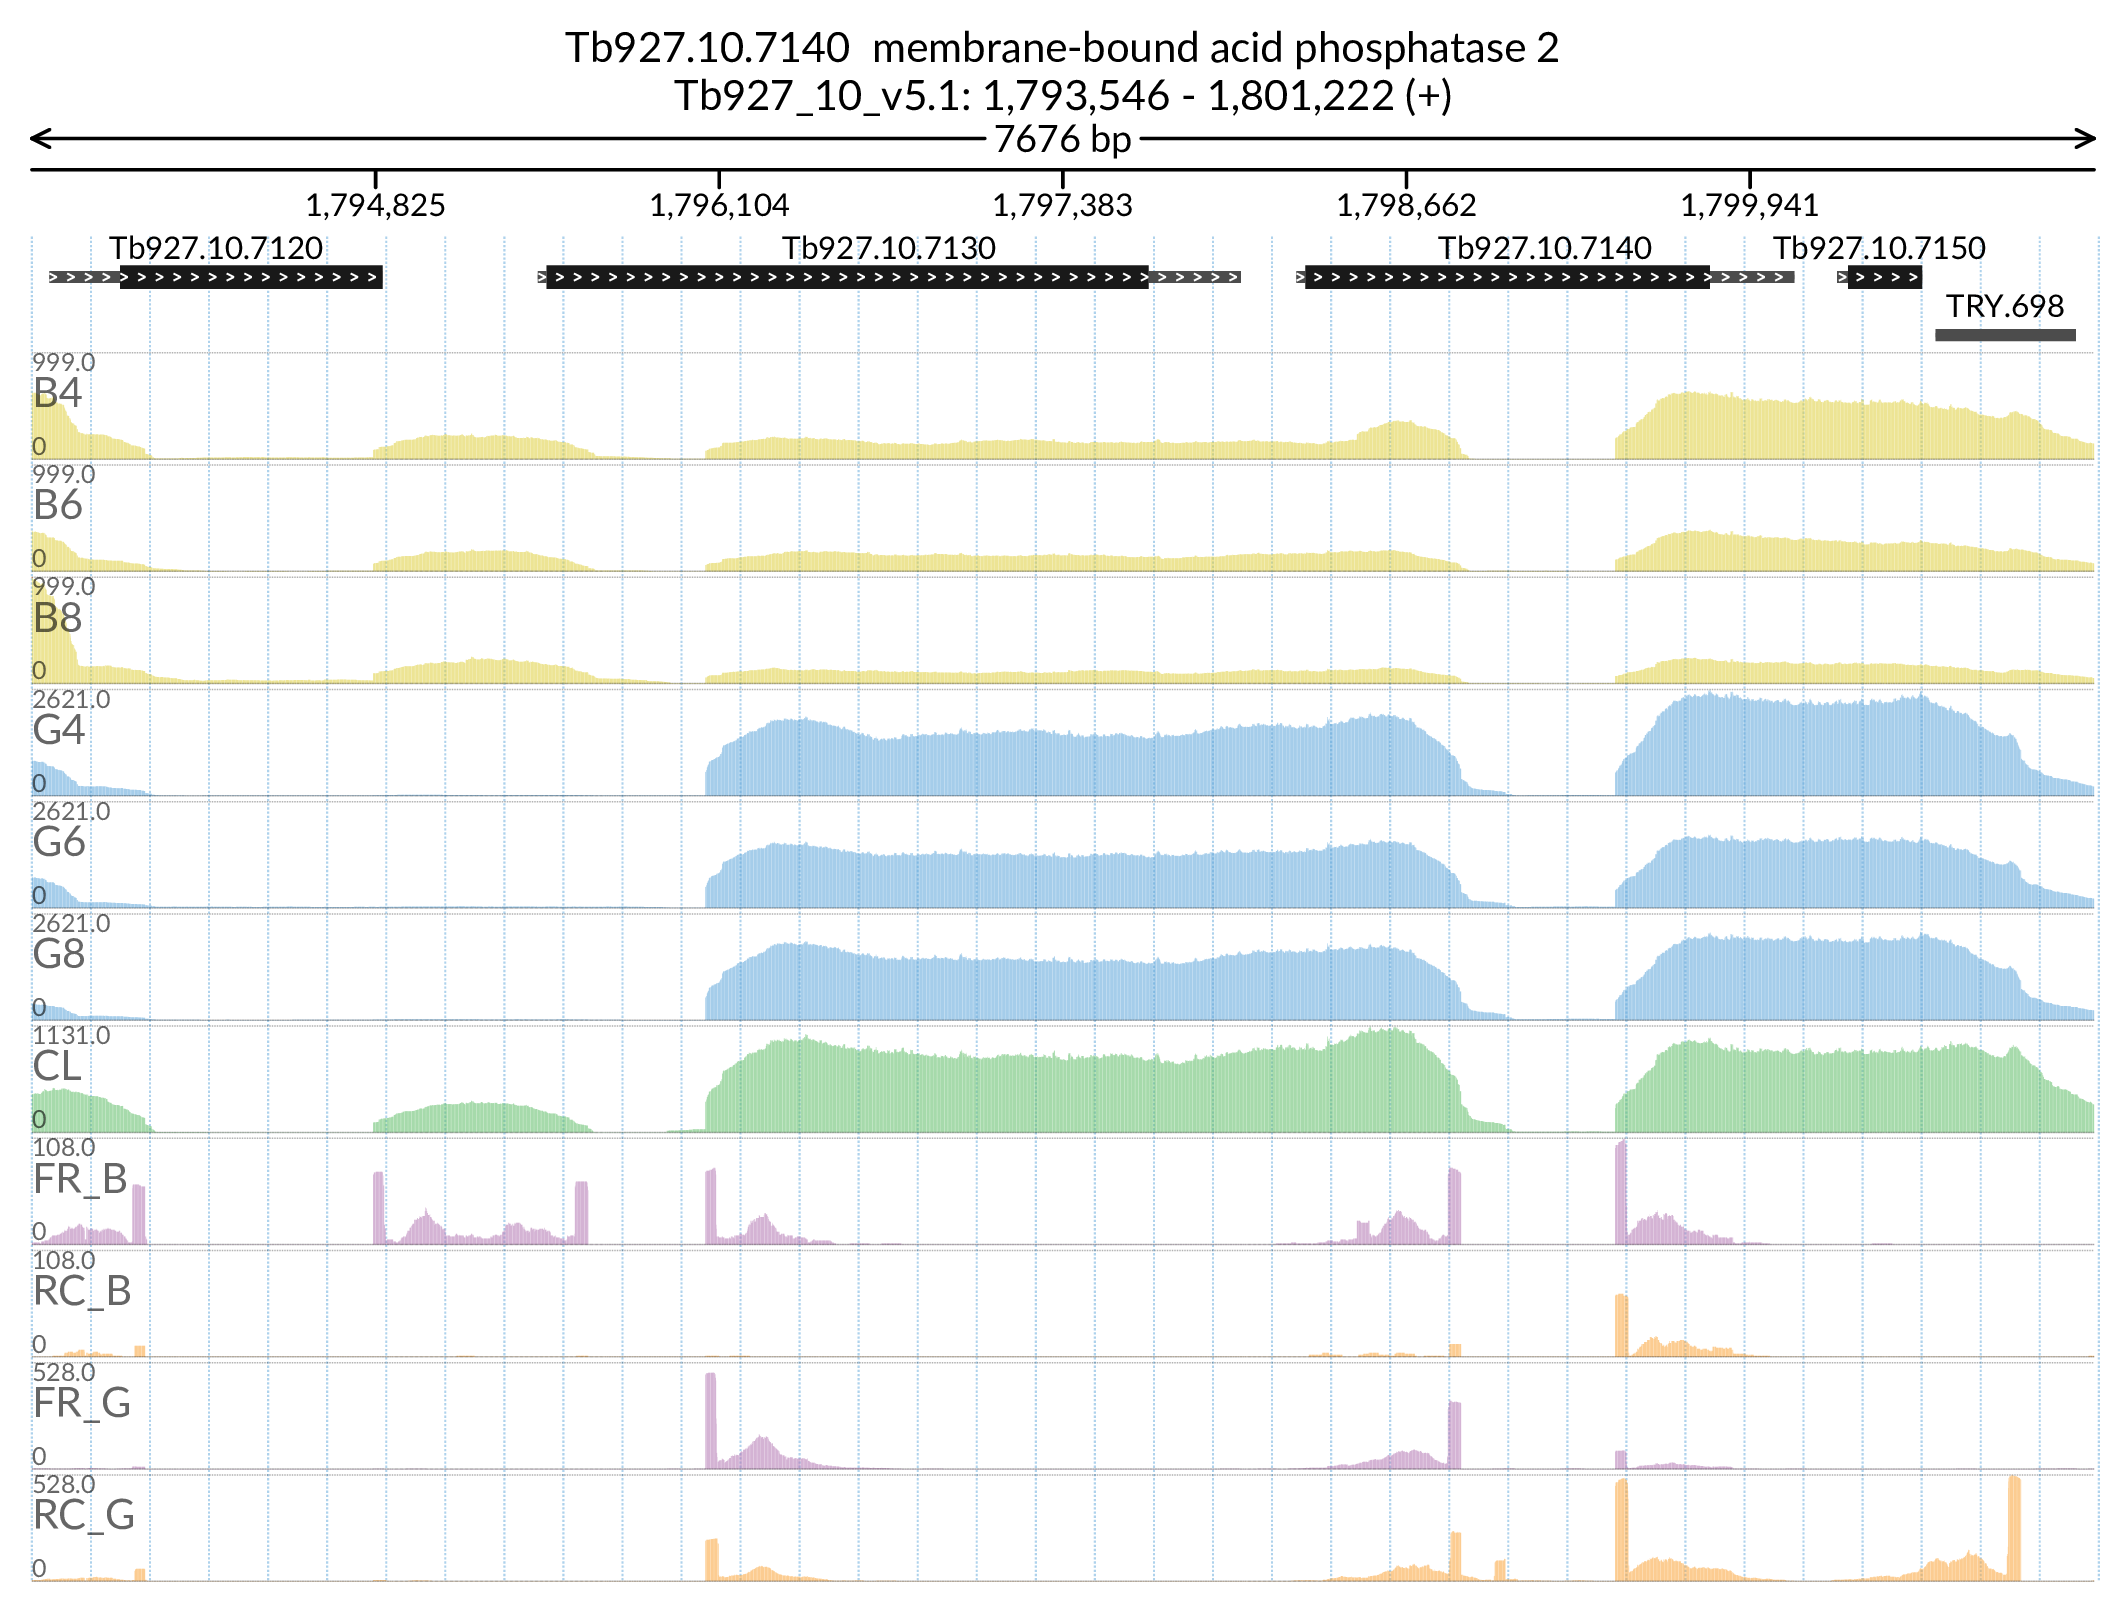 Tb927.10.7140  membrane-bound acid phosphatase 2
Tb927_10_v5.1: 1,793,546 - 1,801,222 (+)
7676 bp
1,794,825 1,796,104 1,797,383 1,798,662 1,799,941
Tb927.10.7120 Tb927.10.7130 Tb927.10.7140 Tb927.10.7150
TRY.698
999.0
B4
0
999.0
B6
0
999.0
B8
0
2621.0
G4
0
2621.0
G6
0
2621.0
G8
0
1131.0
CL
0
108.0
FR_B
0
108.0
RC_B
0
528.0
FR_G
0
528.0
RC_G
0